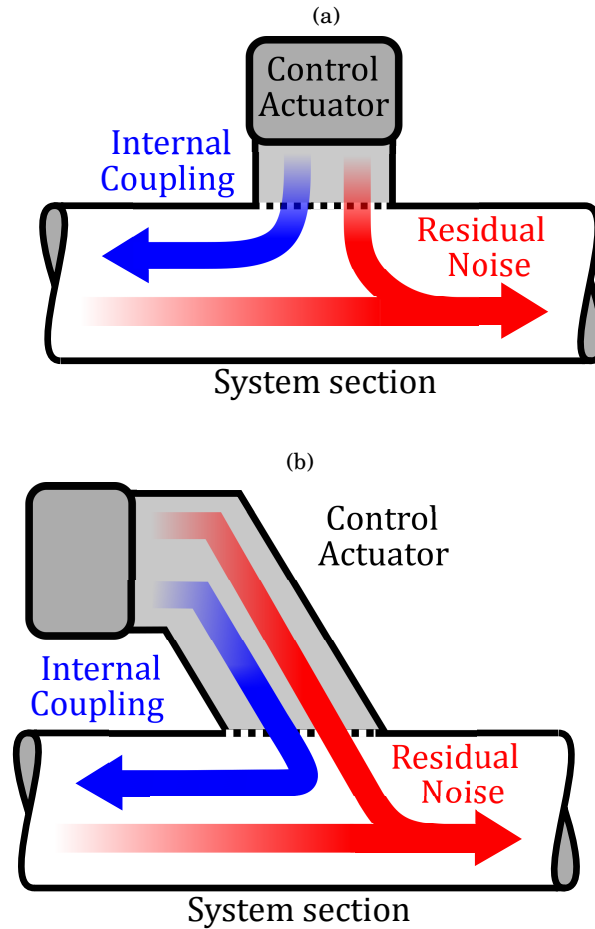 (a)
Control
Actuator
Internal
Coupling
Residual
Noise
System section
(b)
Control
Actuator
Internal
Coupling
Residual
Noise
System section